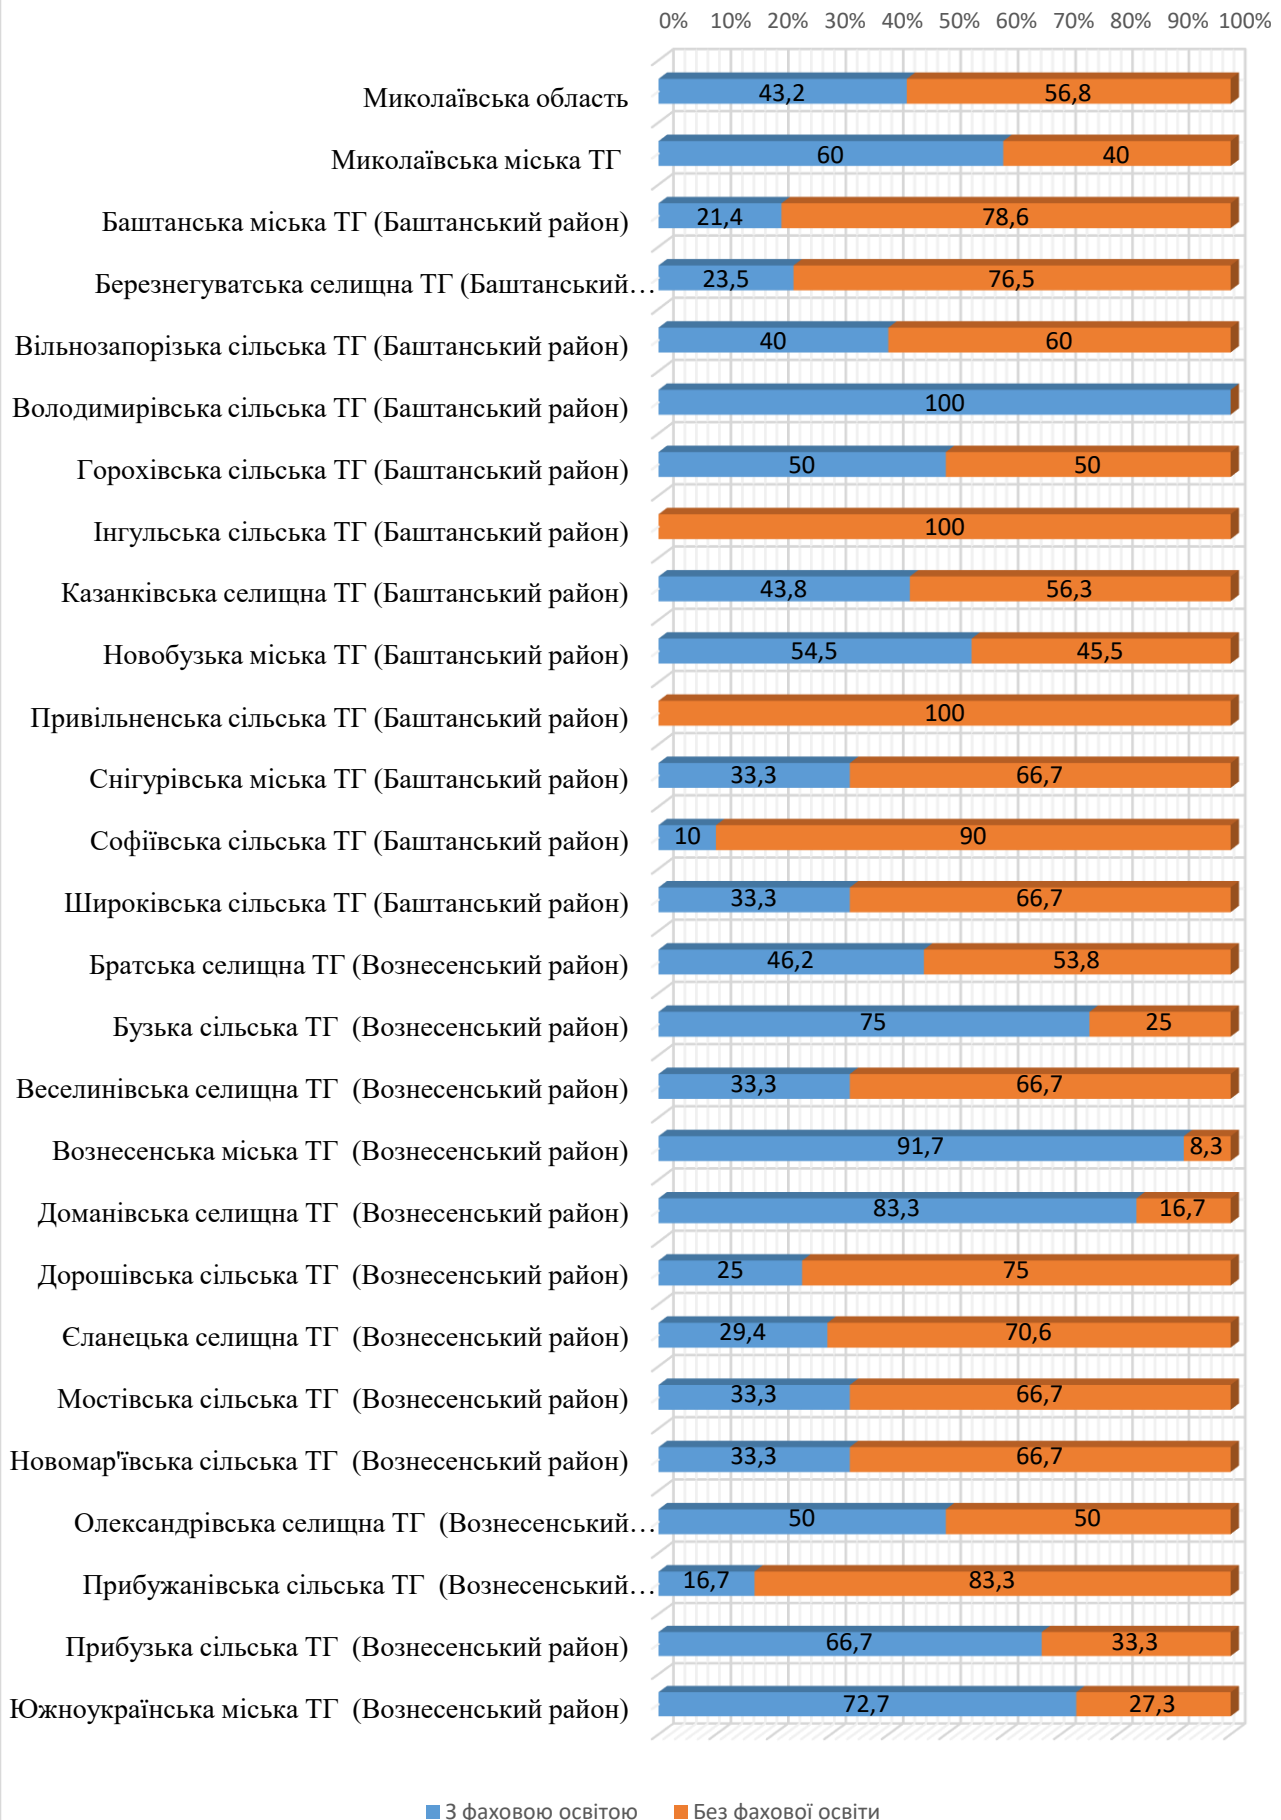 0% 10% 20% 30% 40% 50% 60% 70% 80% 90% 100%
Миколаївська область 43,2 56,8
Миколаївська міська ТГ 60 40
Баштанська міська ТГ (Баштанський район) 21,4 78,6
Березнегуватська селищна ТГ (Баштанський… 23,5 76,5
Вільнозапорізька сільська ТГ (Баштанський район) 40 60
Володимирівська сільська ТГ (Баштанський район) 100
Горохівська сільська ТГ (Баштанський район) 50 50
Інгульська сільська ТГ (Баштанський район) 100
Казанківська селищна ТГ (Баштанський район) 43,8 56,3
Новобузька міська ТГ (Баштанський район) 54,5 45,5
Привільненська сільська ТГ (Баштанський район) 100
Снігурівська міська ТГ (Баштанський район) 33,3 66,7
Софіївська сільська ТГ (Баштанський район) 10 90
Широківська сільська ТГ (Баштанський район) 33,3 66,7
Братська селищна ТГ (Вознесенський район) 46,2 53,8
Бузька сільська ТГ (Вознесенський район) 75 25
Веселинівська селищна ТГ (Вознесенський район) 33,3 66,7
Вознесенська міська ТГ (Вознесенський район) 91,7 8,3
Доманівська селищна ТГ (Вознесенський район) 83,3 16,7
Дорошівська сільська ТГ (Вознесенський район) 25 75
Єланецька селищна ТГ (Вознесенський район) 29,4 70,6
Мостівська сільська ТГ (Вознесенський район) 33,3 66,7
Новомар'ївська сільська ТГ (Вознесенський район) 33,3 66,7
Олександрівська селищна ТГ (Вознесенський… 50 50
Прибужанівська сільська ТГ (Вознесенський… 16,7 83,3
Прибузька сільська ТГ (Вознесенський район) 66,7 33,3
Южноукраїнська міська ТГ (Вознесенський район) 72,7 27,3
З фаховою освітою Без фахової освіти